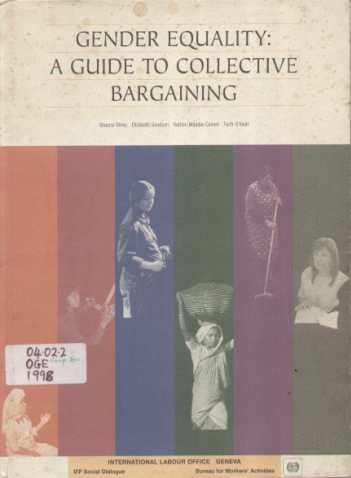 GENDER EQUALITY:
A GUIDE TO COLLECTIVE
BARGAINING
04·02·2
OGE
1998
INTERNATIONAL LABOUR OFFICE GENEVA
IFP Social Dialogue Bureau for Workers' Activities